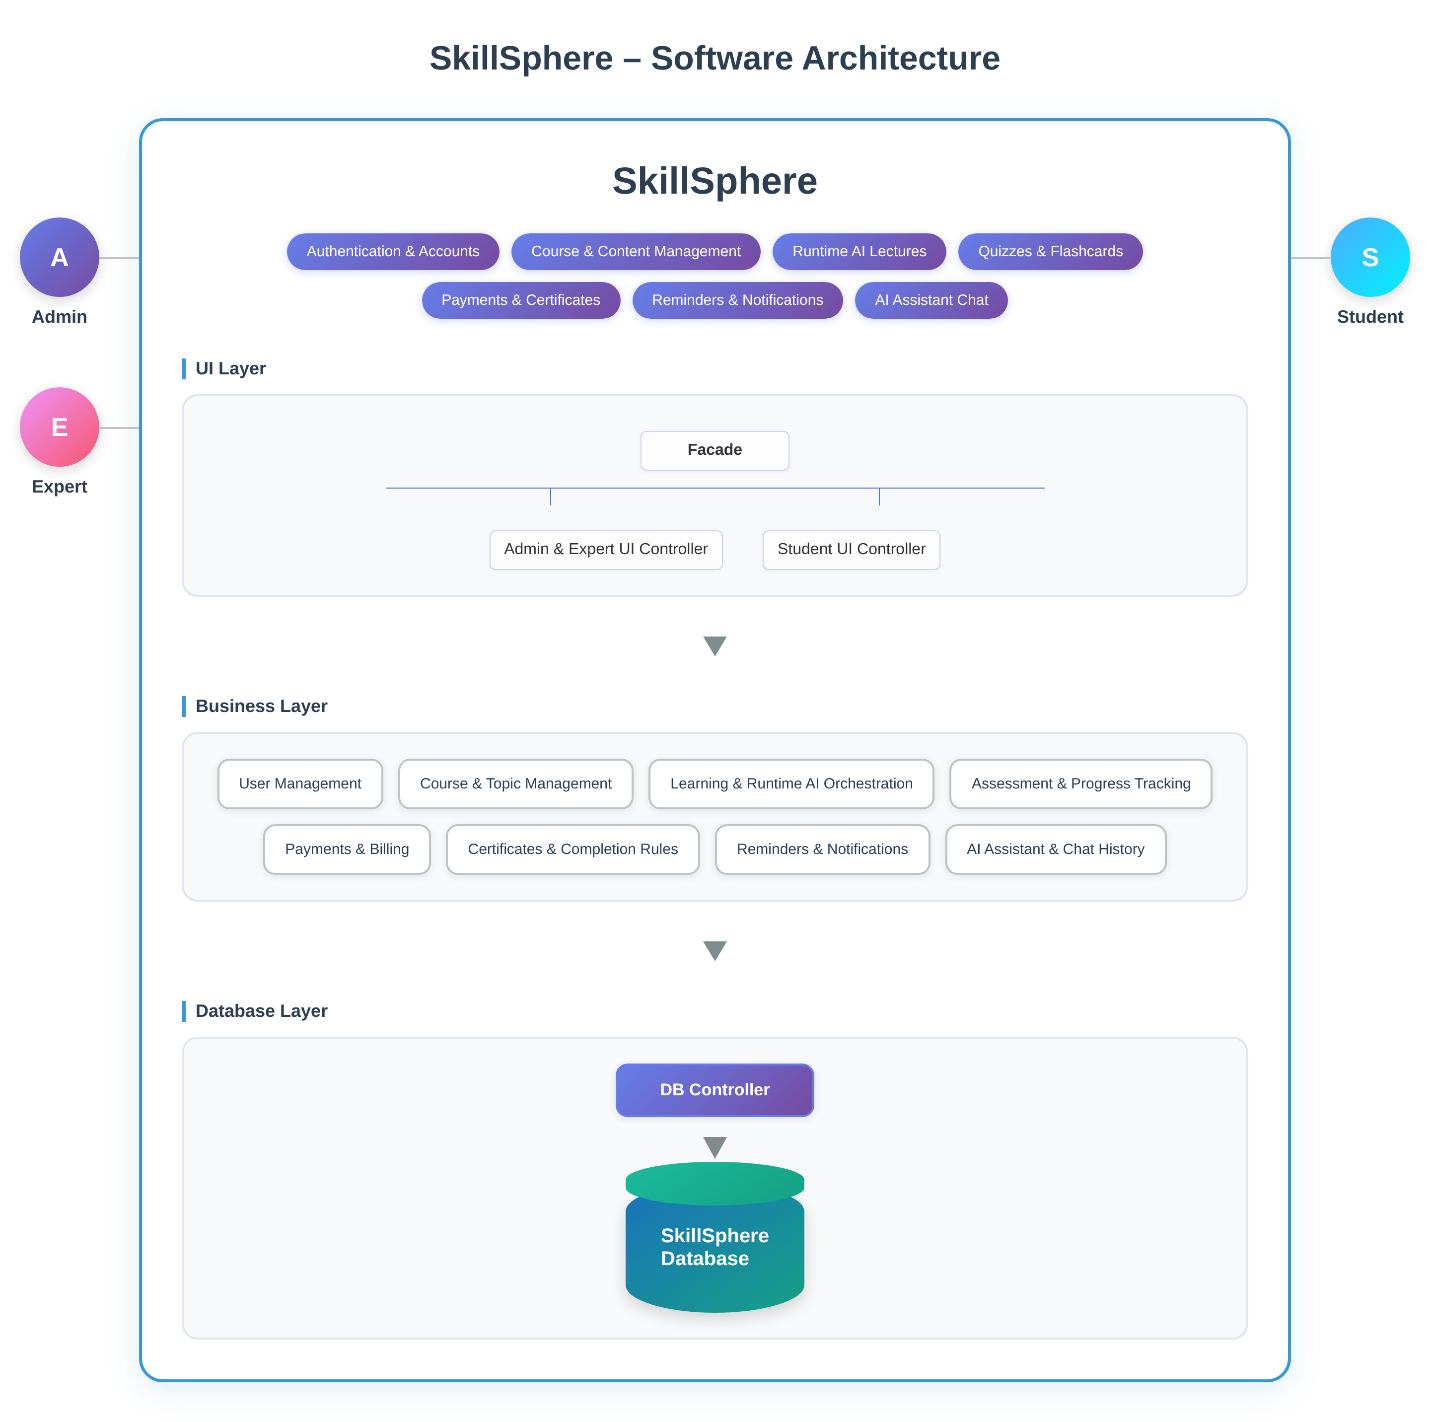 SkillSphere – Software Architecture
SkillSphere
Authentication & Accounts
Course & Content Management
Runtime AI Lectures
Quizzes & Flashcards
Payments & Certificates
Reminders & Notifications
AI Assistant Chat
A
Admin
E
Expert
S
Student
UI Layer
Facade
Admin & Expert UI Controller
Student UI Controller
Business Layer
User Management
Course & Topic Management
Learning & Runtime AI Orchestration
Assessment & Progress Tracking
Payments & Billing
Certificates & Completion Rules
Reminders & Notifications
AI Assistant & Chat History
Database Layer
DB Controller
SkillSphere
Database